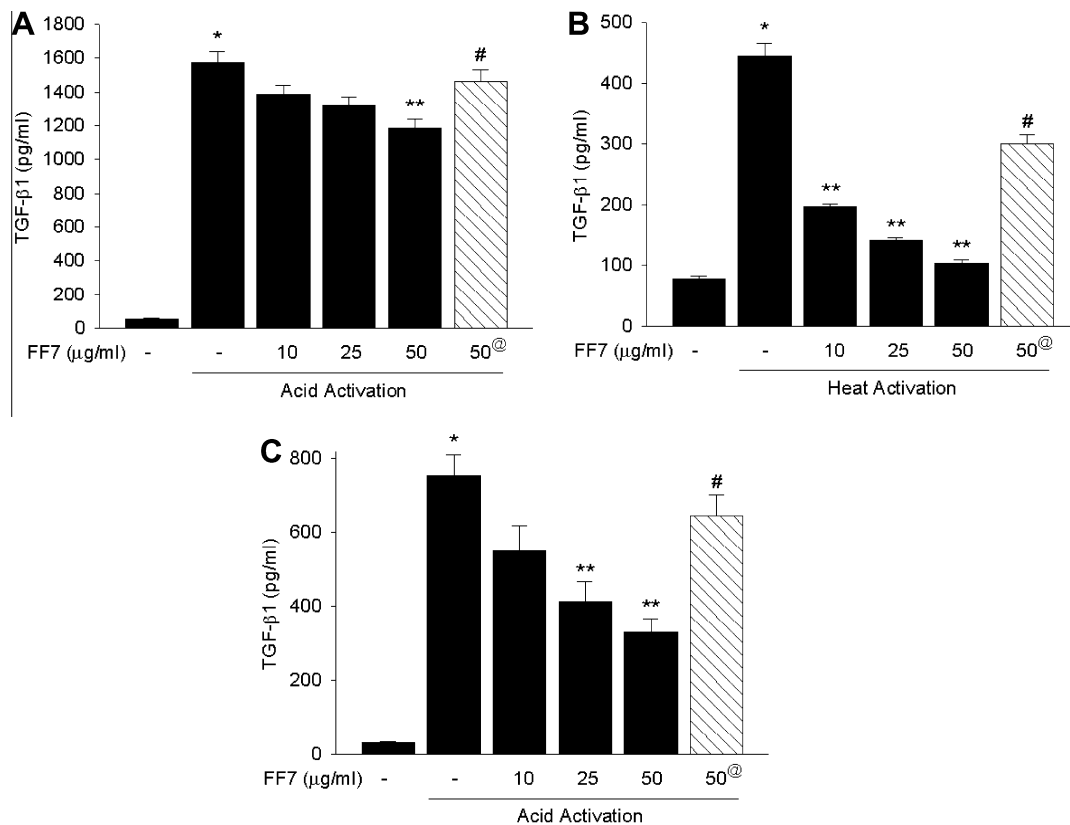 A
TGF-β1 (pg/ml)
1800
1600
1400
1200
1000
800
600
400
200
0
*
**
#
FF7 (μg/ml)
- - 10 25 50 50@
Acid Activation
B
TGF-β1 (pg/ml)
500
400
300
200
100
0
*
**
**
**
#
FF7 (μg/ml)
- - 10 25 50 50@
Heat Activation
C
TGF-β1 (pg/ml)
800
600
400
200
0
*
**
**
#
FF7 (μg/ml)
- - 10 25 50 50@
Acid Activation